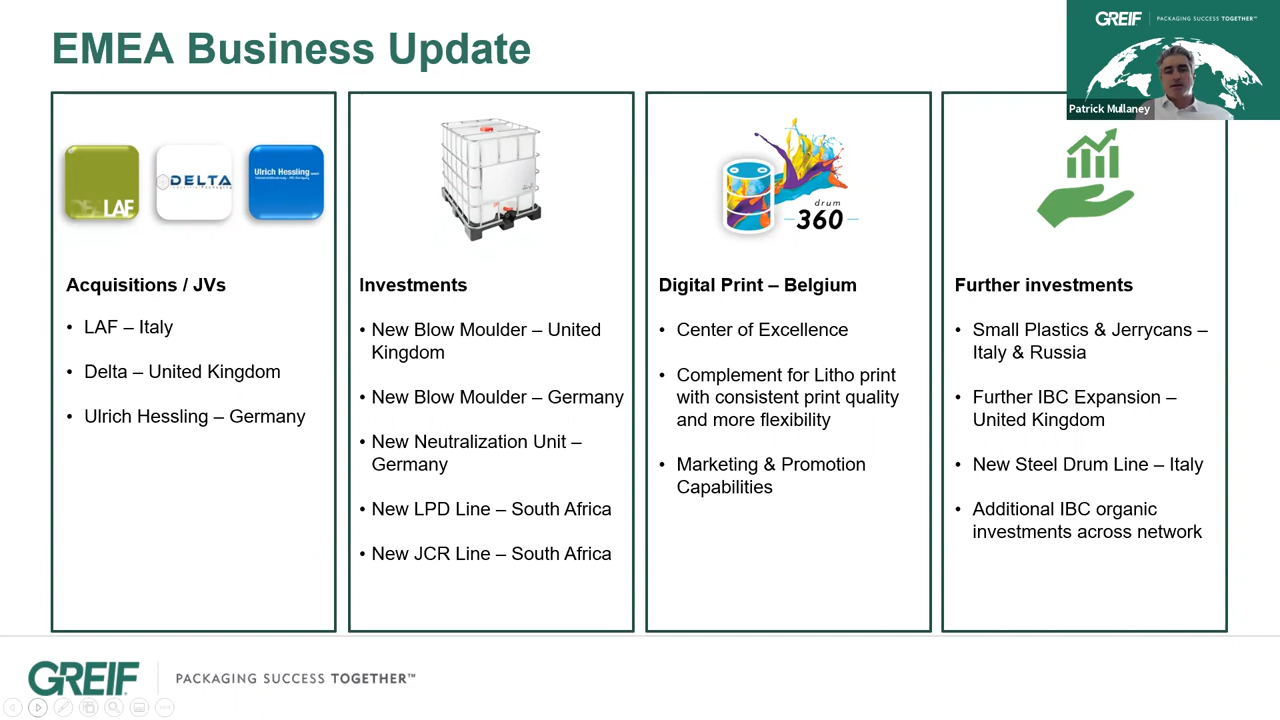 EMEA Business Update
GREIF PACKAGING SUCCESS TOGETHER™
Patrick Mullaney
LAF
DELTA
Ulrich Hessling
Acquisitions / JVs
• LAF – Italy
• Delta – United Kingdom
• Ulrich Hessling – Germany
Investments
• New Blow Moulder – United
Kingdom
• New Blow Moulder – Germany
• New Neutralization Unit –
Germany
• New LPD Line – South Africa
• New JCR Line – South Africa
drum
360
Digital Print – Belgium
• Center of Excellence
• Complement for Litho print
with consistent print quality
and more flexibility
• Marketing & Promotion
Capabilities
Further investments
• Small Plastics & Jerrycans –
Italy & Russia
• Further IBC Expansion –
United Kingdom
• New Steel Drum Line – Italy
• Additional IBC organic
investments across network
GREIF PACKAGING SUCCESS TOGETHER™